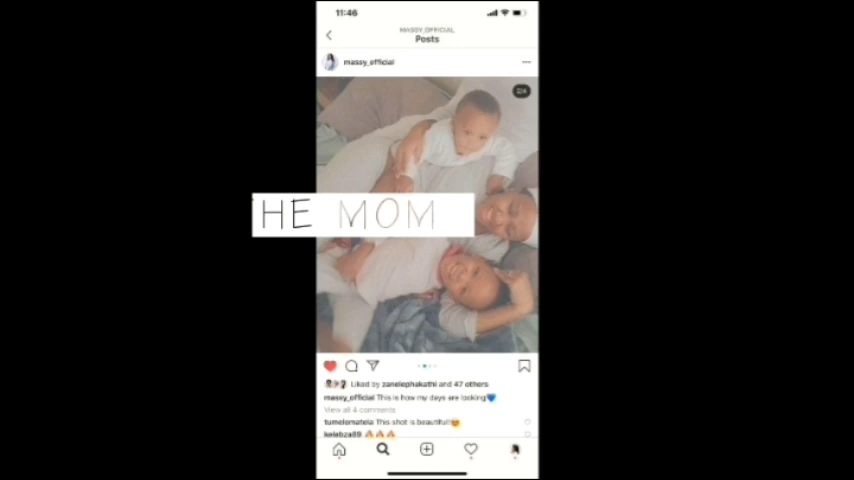 11:46
MASSY_OFFICIAL
Posts
massy_official
2/4
HE MOM
Liked by zanelephakathi and 47 others
massy_official This is how my days are looking💙
View all 4 comments
tumelomatela This shot is beautiful!😍
kelebza89 🔥🔥🔥